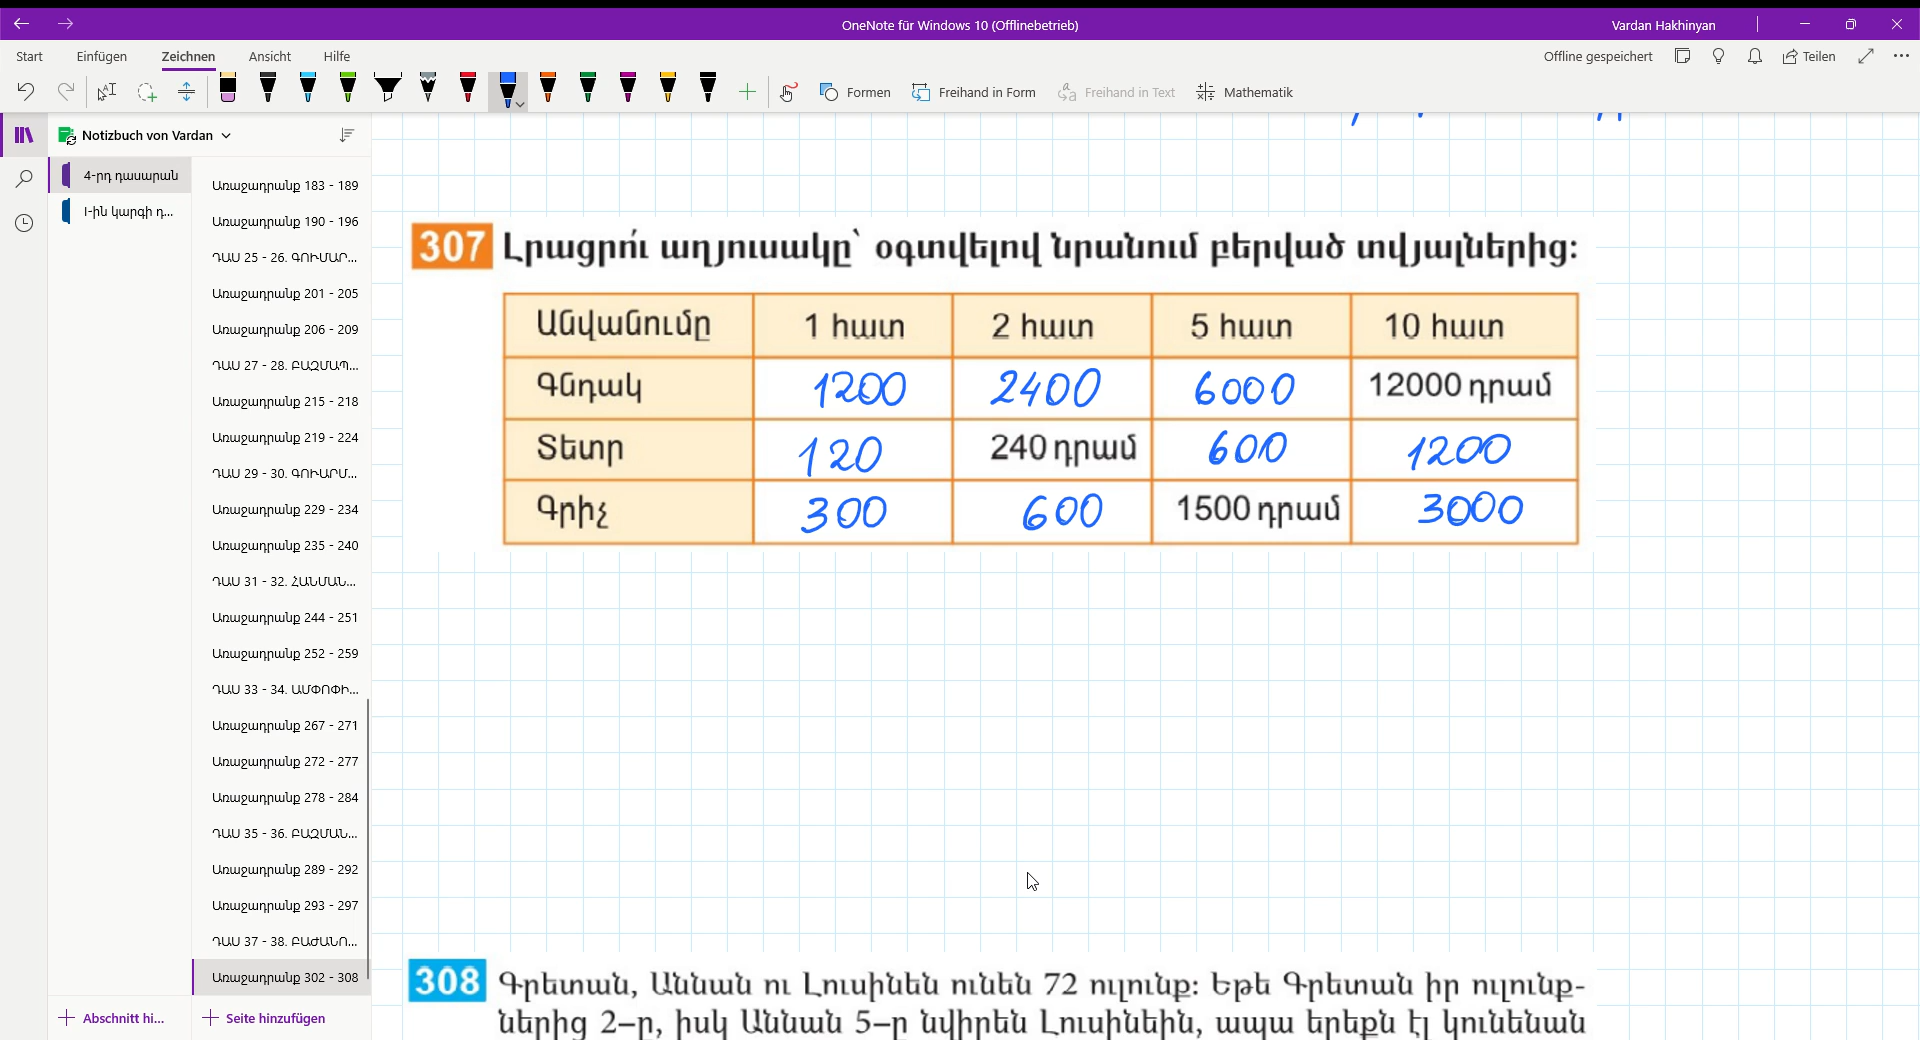 OneNote für Windows 10 (Offlinebetrieb)
Vardan Hakhinyan
Start Einfügen Zeichnen Ansicht Hilfe
Offline gespeichert Teilen
Formen Freihand in Form Freihand in Text Mathematik
Notizbuch von Vardan
4-րդ դասարան
I-ին կարգի դ...
Առաջադրանք 183 - 189
Առաջադրանք 190 - 196
ԴԱՍ 25 - 26. ԳՈՒՄԱՐ...
Առաջադրանք 201 - 205
Առաջադրանք 206 - 209
ԴԱՍ 27 - 28. ԲԱԶՄԱՊ...
Առաջադրանք 215 - 218
Առաջադրանք 219 - 224
ԴԱՍ 29 - 30. ԳՈՒԱՐՄ...
Առաջադրանք 229 - 234
Առաջադրանք 235 - 240
ԴԱՍ 31 - 32. ՀԱՆՄԱՆ...
Առաջադրանք 244 - 251
Առաջադրանք 252 - 259
ԴԱՍ 33 - 34. ԱՄՓՈՓԻ...
Առաջադրանք 267 - 271
Առաջադրանք 272 - 277
Առաջադրանք 278 - 284
ԴԱՍ 35 - 36. ԲԱԶՄԱՆ...
Առաջադրանք 289 - 292
Առաջադրանք 293 - 297
ԴԱՍ 37 - 38. ԲԱԺԱՆՈ...
Առաջադրանք 302 - 308
Abschnitt hi...
Seite hinzufügen
307 Լրացրո՛ւ աղյուսակը՝ օգտվելով նրանում բերված տվյալներից:
Անվանումը 1 հատ 2 հատ 5 հատ 10 հատ
Գնդակ 1200 2400 6000 12000 դրամ
Տետր 120 240 դրամ 600 1200
Գրիչ 300 600 1500 դրամ 3000
308 Գրետան, Աննան ու Լուսինեն ունեն 72 ուլունք: Եթե Գրետան իր ուլունք-
ներից 2–ը, իսկ Աննան 5–ը նվիրեն Լուսինեին, ապա երեքն էլ կունենան